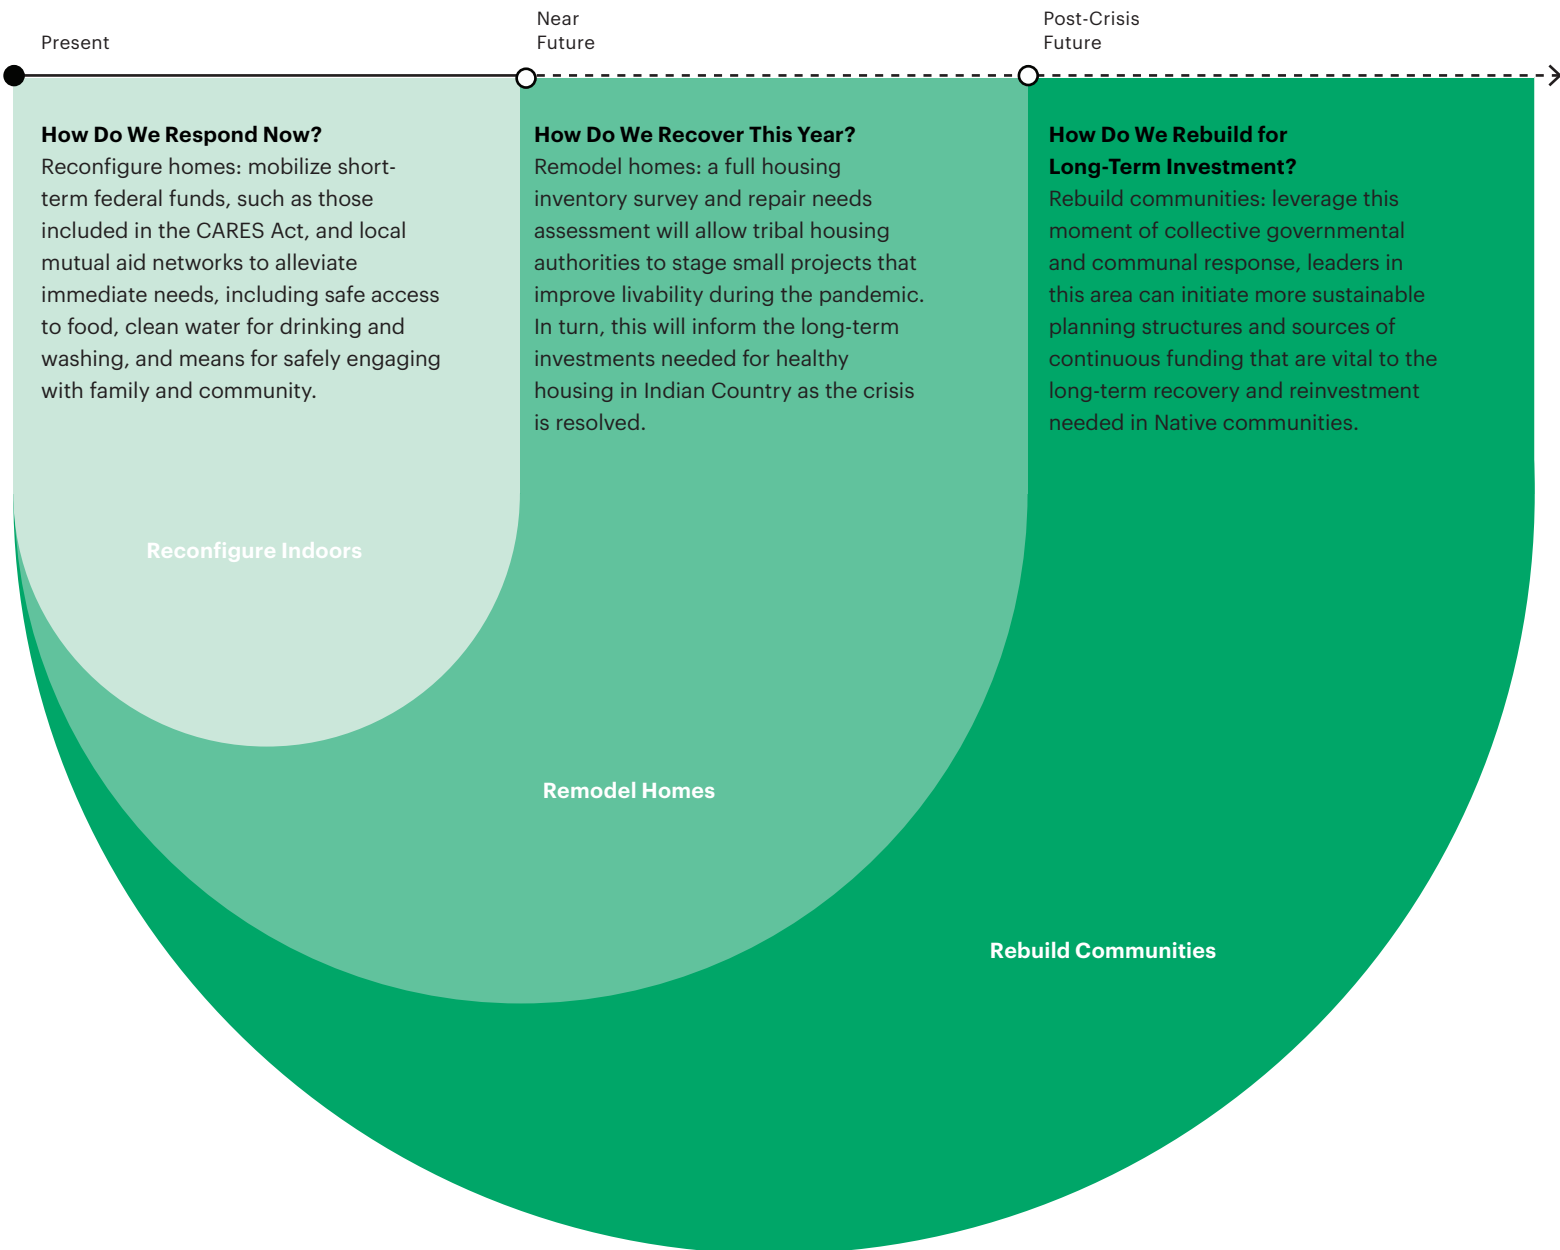 Present
Near
Future
Post-Crisis
Future
How Do We Respond Now?
Reconfigure homes: mobilize short-
term federal funds, such as those
included in the CARES Act, and local
mutual aid networks to alleviate
immediate needs, including safe access
to food, clean water for drinking and
washing, and means for safely engaging
with family and community.
How Do We Recover This Year?
Remodel homes: a full housing
inventory survey and repair needs
assessment will allow tribal housing
authorities to stage small projects that
improve livability during the pandemic.
In turn, this will inform the long-term
investments needed for healthy
housing in Indian Country as the crisis
is resolved.
How Do We Rebuild for
Long-Term Investment?
Rebuild communities: leverage this
moment of collective governmental
and communal response, leaders in
this area can initiate more sustainable
planning structures and sources of
continuous funding that are vital to the
long-term recovery and reinvestment
needed in Native communities.
Reconfigure Indoors
Remodel Homes
Rebuild Communities